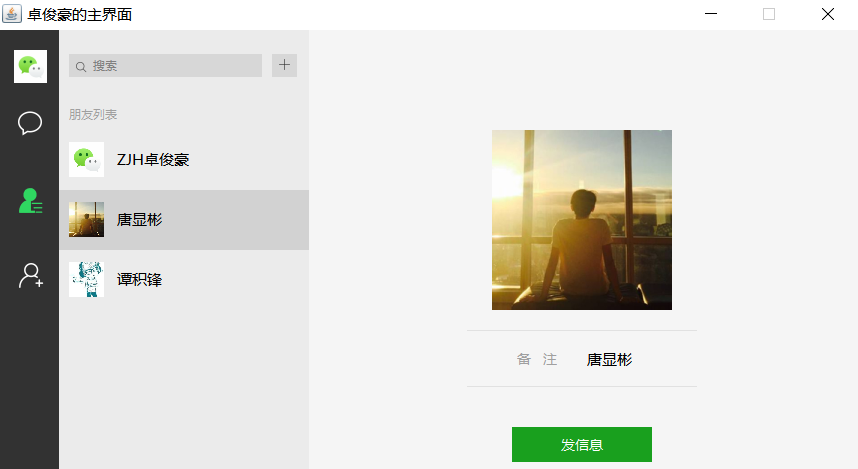 卓俊豪的主界面
搜索
朋友列表
ZJH卓俊豪
唐显彬
谭积锋
备 注 唐显彬
发信息